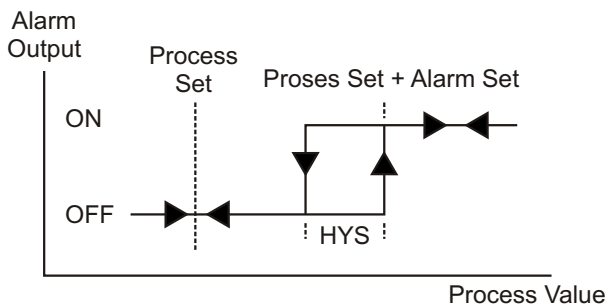 Alarm
Output
Process
Set
Proses Set + Alarm Set
ON
OFF
HYS
Process Value